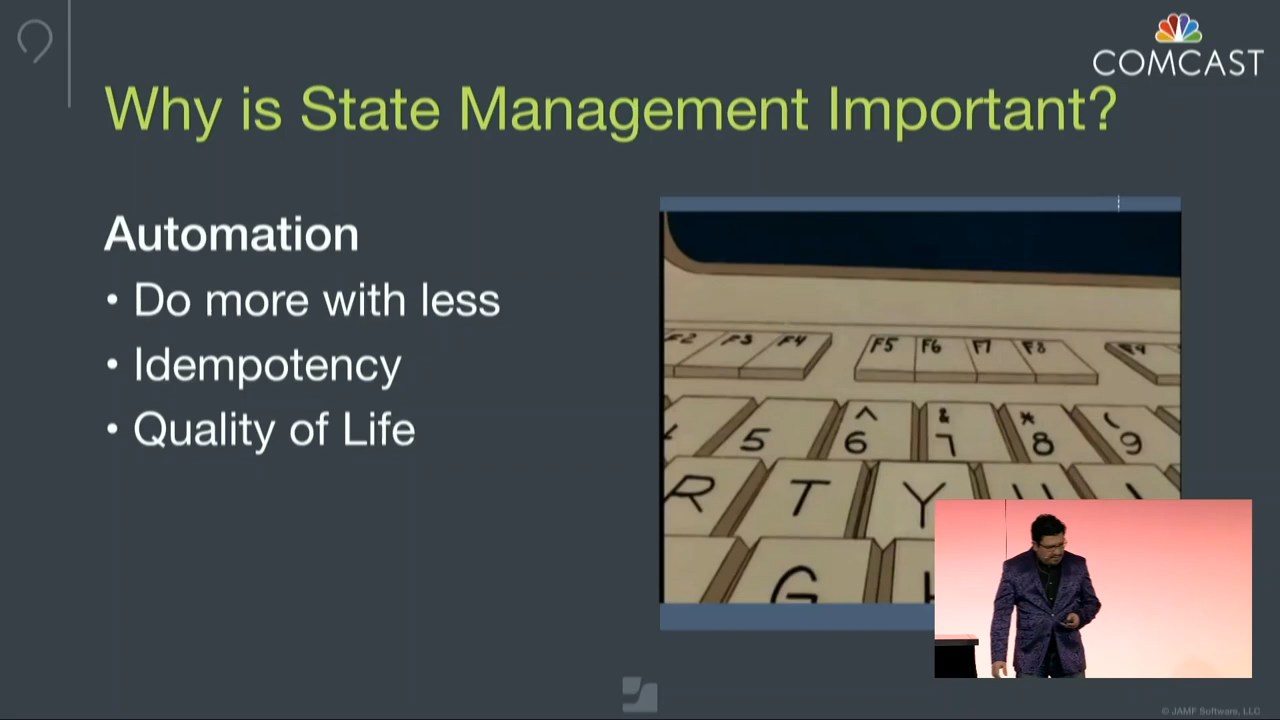 COMCAST
Why is State Management Important?
Automation
• Do more with less
• Idempotency
• Quality of Life
F2 F3 F4 F5 F6 F7 F8 F9
^ & * (
5 6 7 8 9
R T Y U I
G H
© JAMF Software, LLC